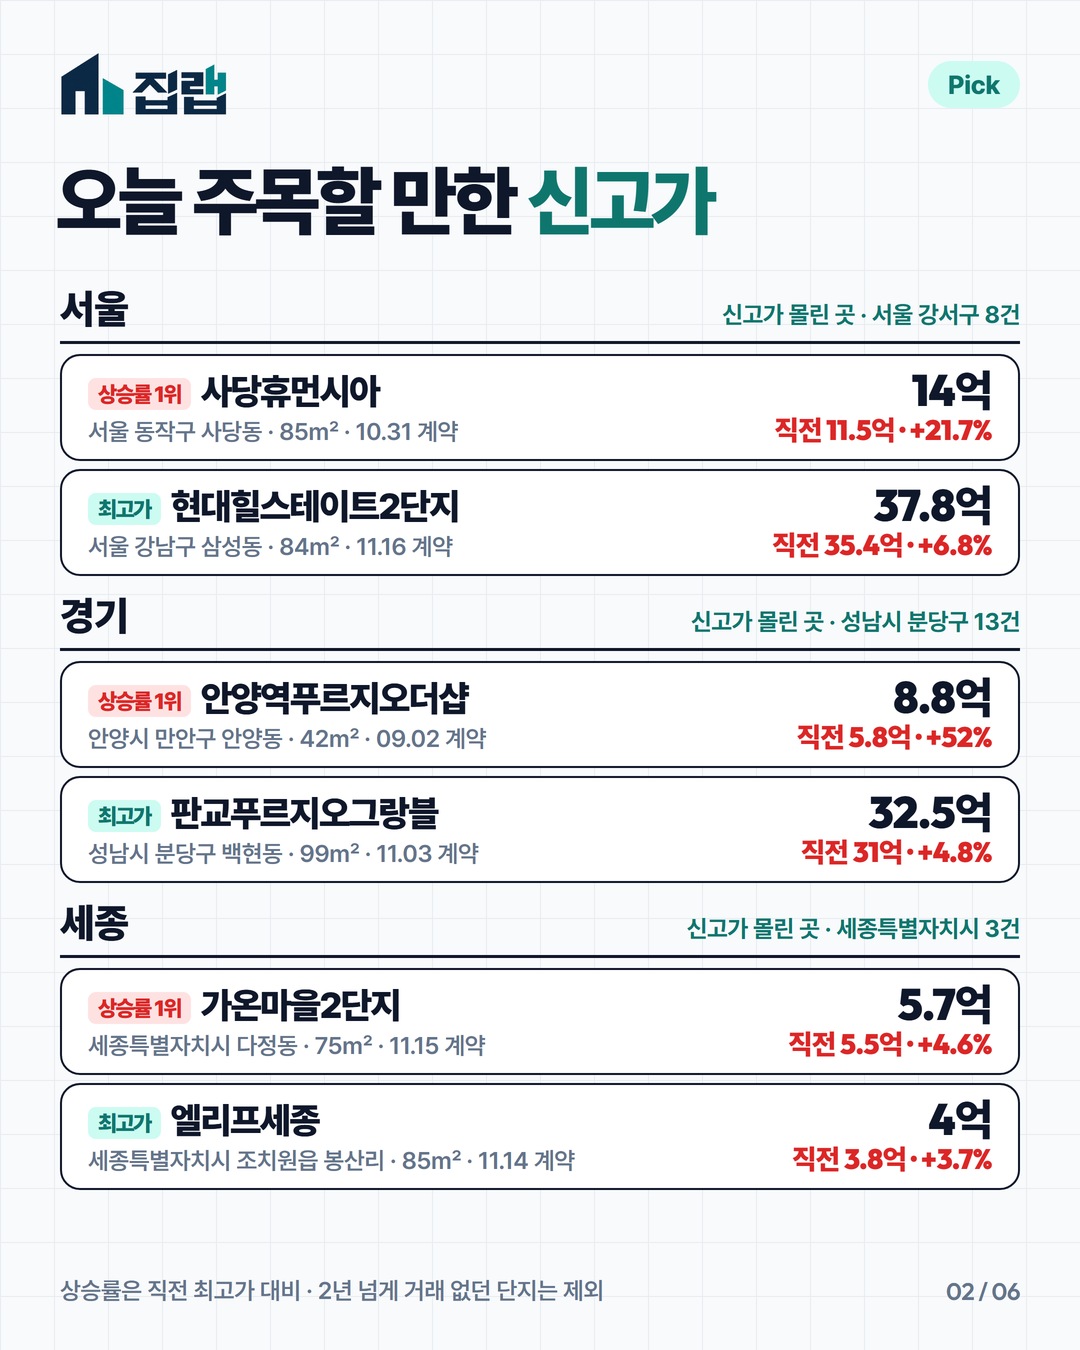 집랩
Pick
오늘 주목할 만한 신고가
서울
신고가 몰린 곳 · 서울 강서구 8건
상승률 1위 사당휴먼시아
14억
서울 동작구 사당동 · 85m² · 10.31 계약
직전 11.5억 · +21.7%
최고가 현대힐스테이트2단지
37.8억
서울 강남구 삼성동 · 84m² · 11.16 계약
직전 35.4억 · +6.8%
경기
신고가 몰린 곳 · 성남시 분당구 13건
상승률 1위 안양역푸르지오더샵
8.8억
안양시 만안구 안양동 · 42m² · 09.02 계약
직전 5.8억 · +52%
최고가 판교푸르지오그랑블
32.5억
성남시 분당구 백현동 · 99m² · 11.03 계약
직전 31억 · +4.8%
세종
신고가 몰린 곳 · 세종특별자치시 3건
상승률 1위 가온마을2단지
5.7억
세종특별자치시 다정동 · 75m² · 11.15 계약
직전 5.5억 · +4.6%
최고가 엘리프세종
4억
세종특별자치시 조치원읍 봉산리 · 85m² · 11.14 계약
직전 3.8억 · +3.7%
상승률은 직전 최고가 대비 · 2년 넘게 거래 없던 단지는 제외
02 / 06